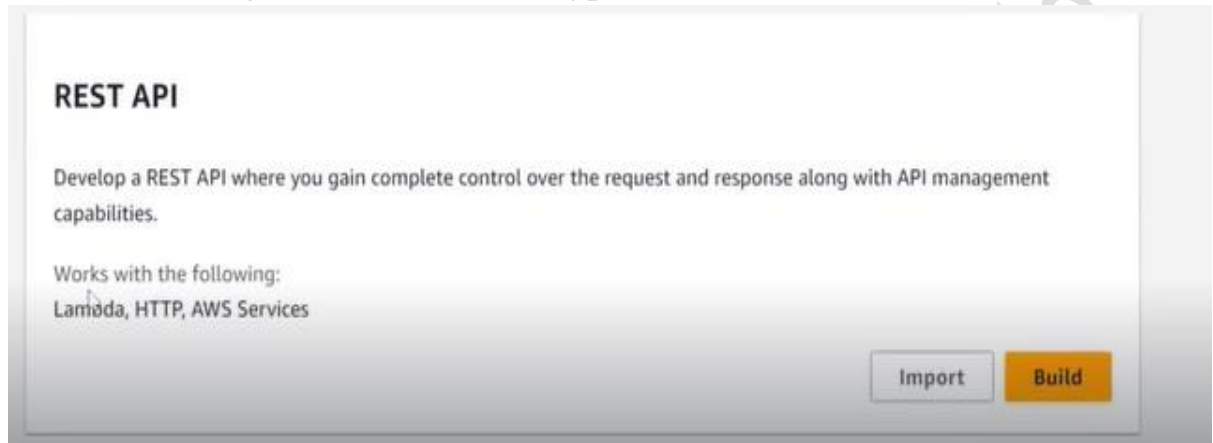 REST API
Develop a REST API where you gain complete control over the request and response along with API management
capabilities.
Works with the following:
Lambda, HTTP, AWS Services
Import
Build